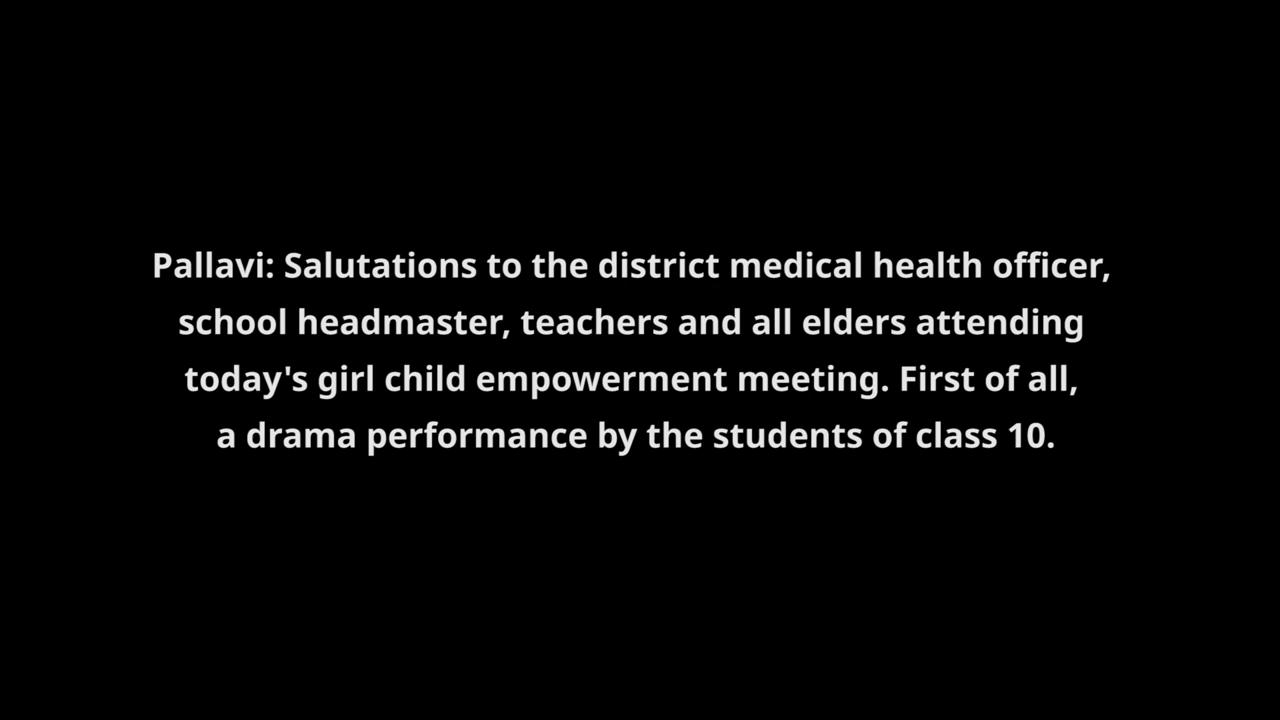 Pallavi: Salutations to the district medical health officer,
school headmaster, teachers and all elders attending
today's girl child empowerment meeting. First of all,
a drama performance by the students of class 10.